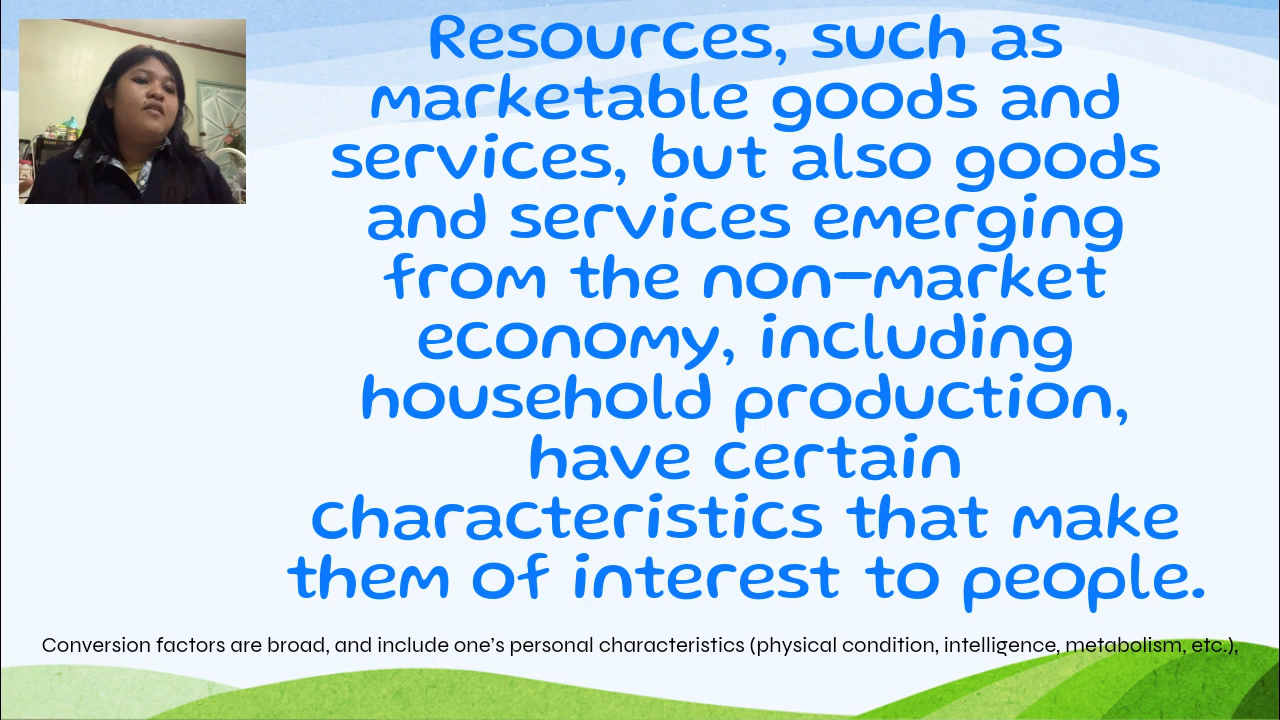 Resources, such as
marketable goods and
services, but also goods
and services emerging
from the non-market
economy, including
household production,
have certain
characteristics that make
them of interest to people.
Conversion factors are broad, and include one's personal characteristics (physical condition, intelligence, metabolism, etc.),